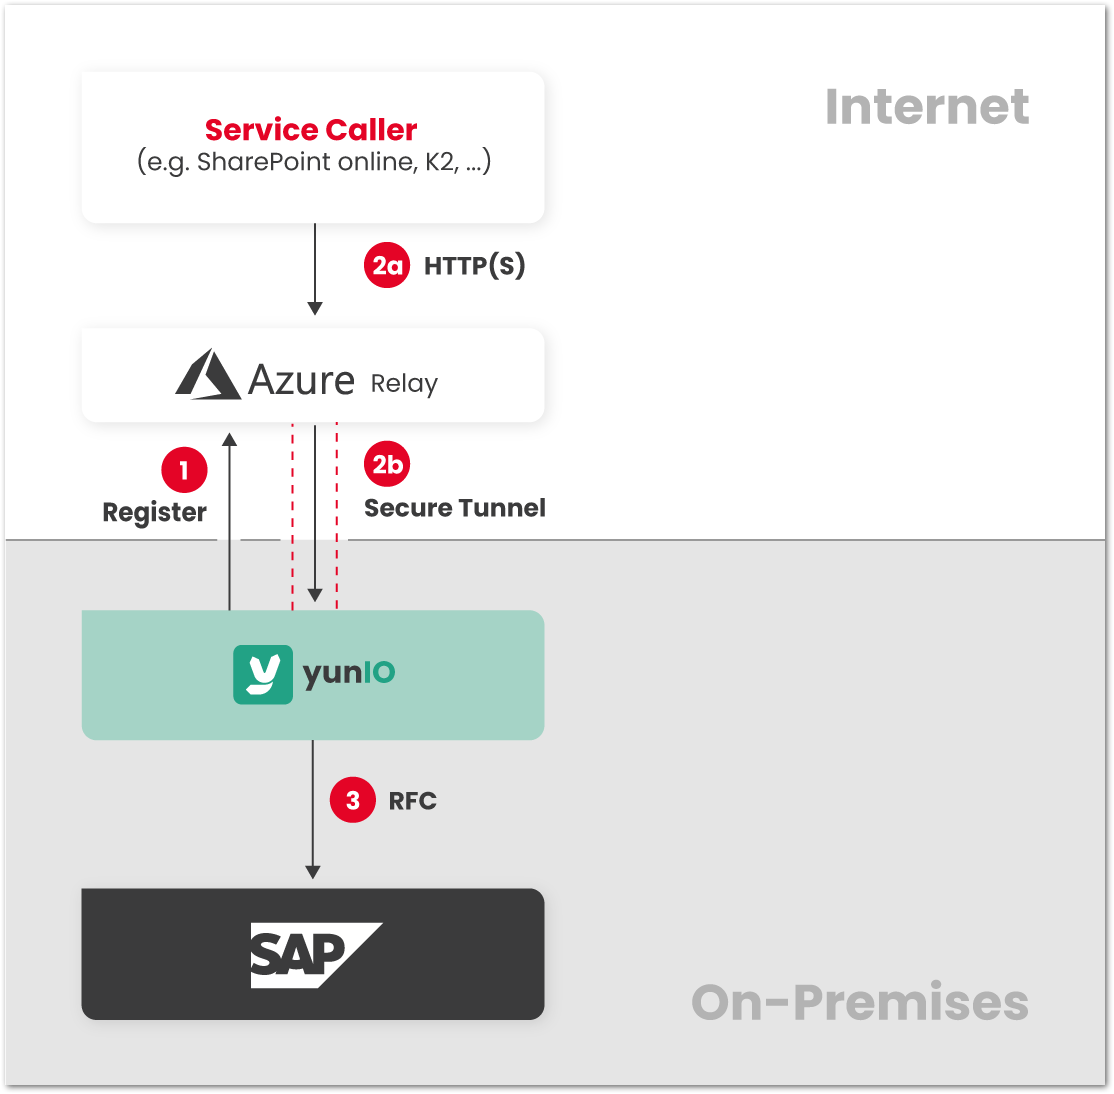 Internet
Service Caller
(e.g. SharePoint online, K2, ...)
2a HTTP(S)
Azure Relay
1
Register
2b
Secure Tunnel
y yunIO
3 RFC
SAP
On-Premises